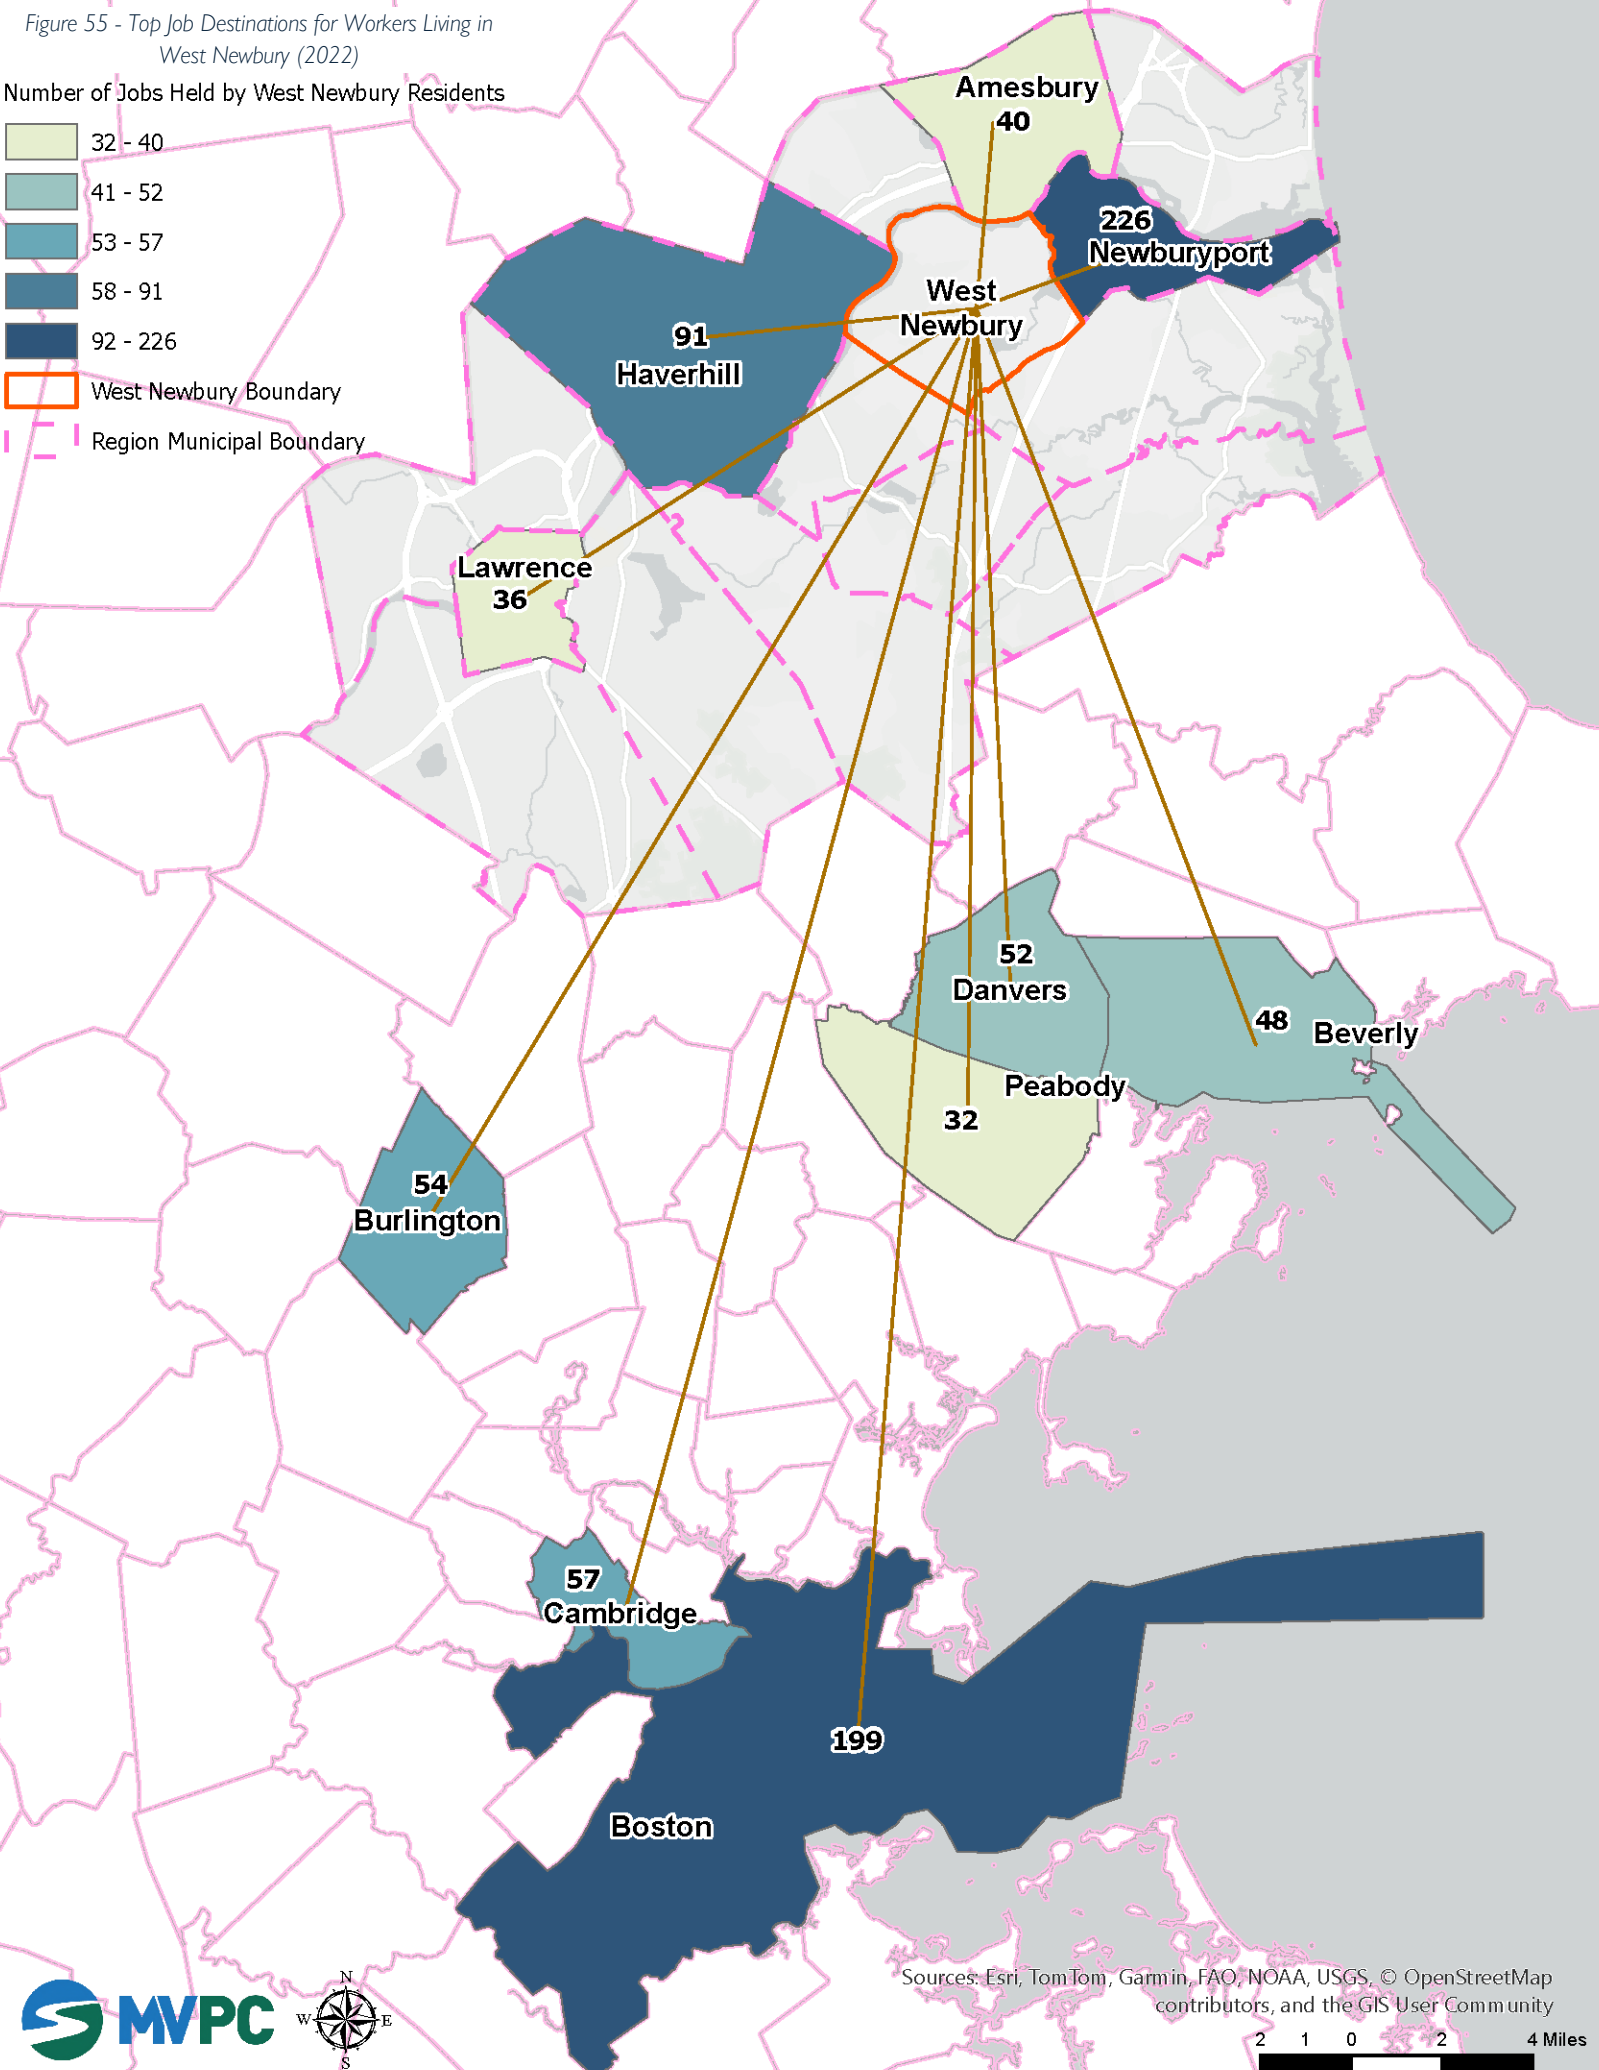 Figure 55 - Top Job Destinations for Workers Living in
West Newbury (2022)
Number of Jobs Held by West Newbury Residents
32 - 40
41 - 52
53 - 57
58 - 91
92 - 226
West Newbury Boundary
Region Municipal Boundary
Amesbury
40
226
Newburyport
West
Newbury
91
Haverhill
Lawrence
36
52
Danvers
48
Beverly
Peabody
32
54
Burlington
57
Cambridge
199
Boston
MVPC
N
W E
S
Sources: Esri, TomTom, Garmin, FAO, NOAA, USGS, © OpenStreetMap
contributors, and the GIS User Community
2 1 0 2 4 Miles